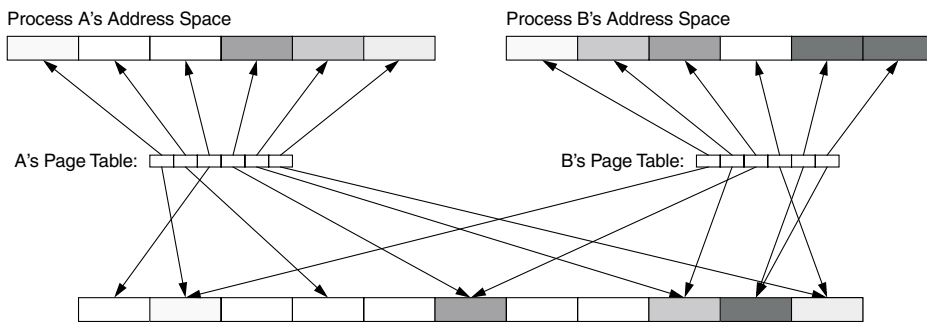 Process A's Address Space
Process B's Address Space
A's Page Table:
B's Page Table: